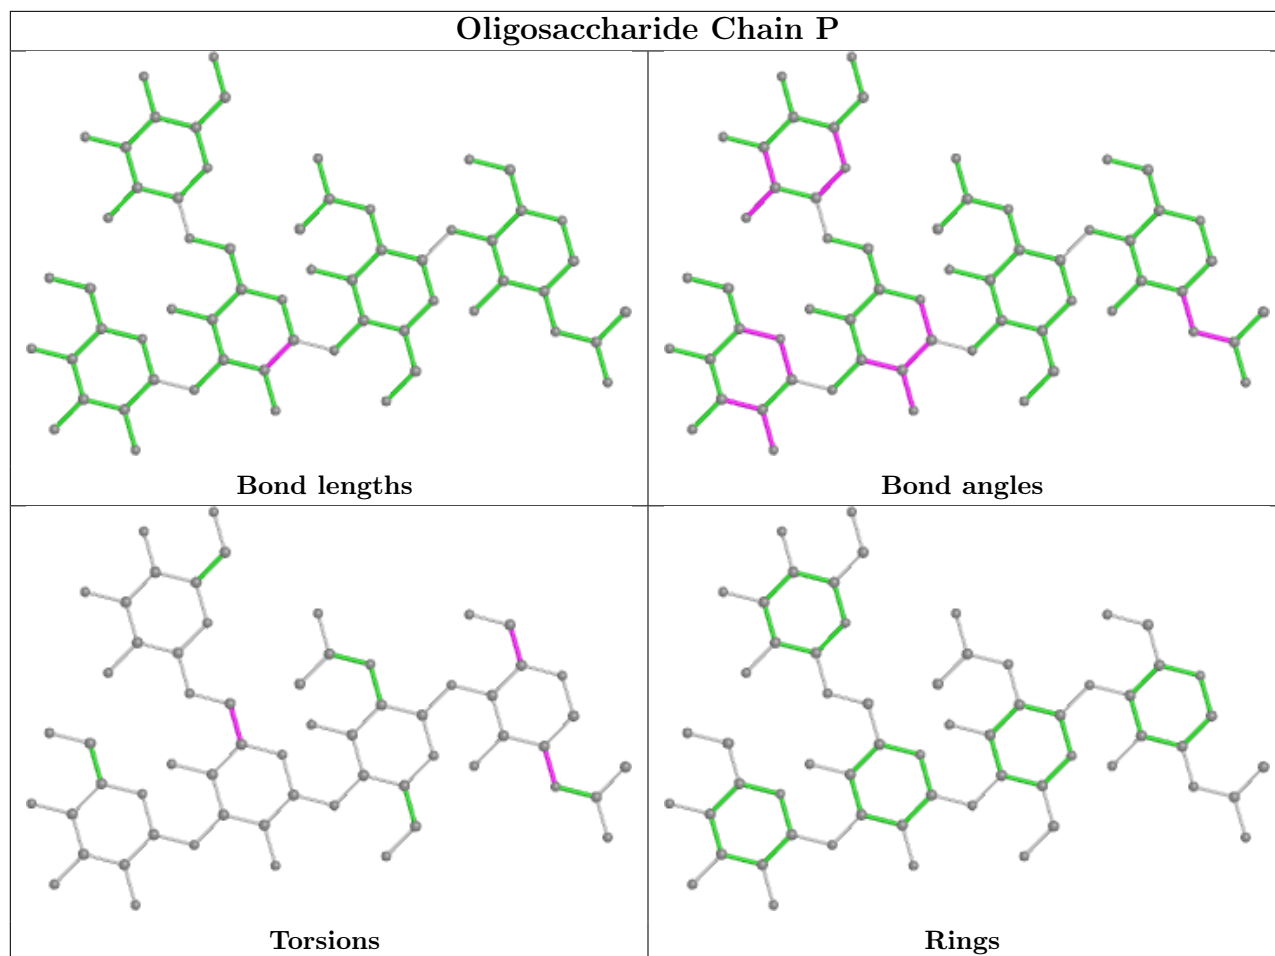 Oligosaccharide Chain P
Bond lengths
Bond angles
Torsions
Rings